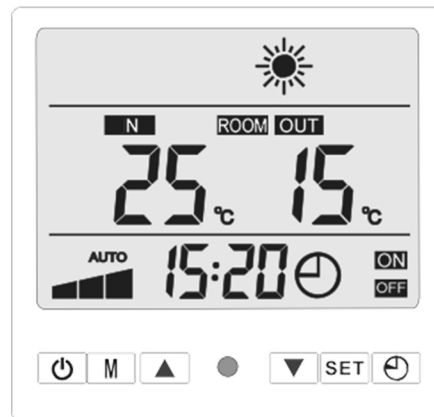 N ROOM OUT
25 ℃ 15 ℃
AUTO 15:20 ON
OFF
M SET